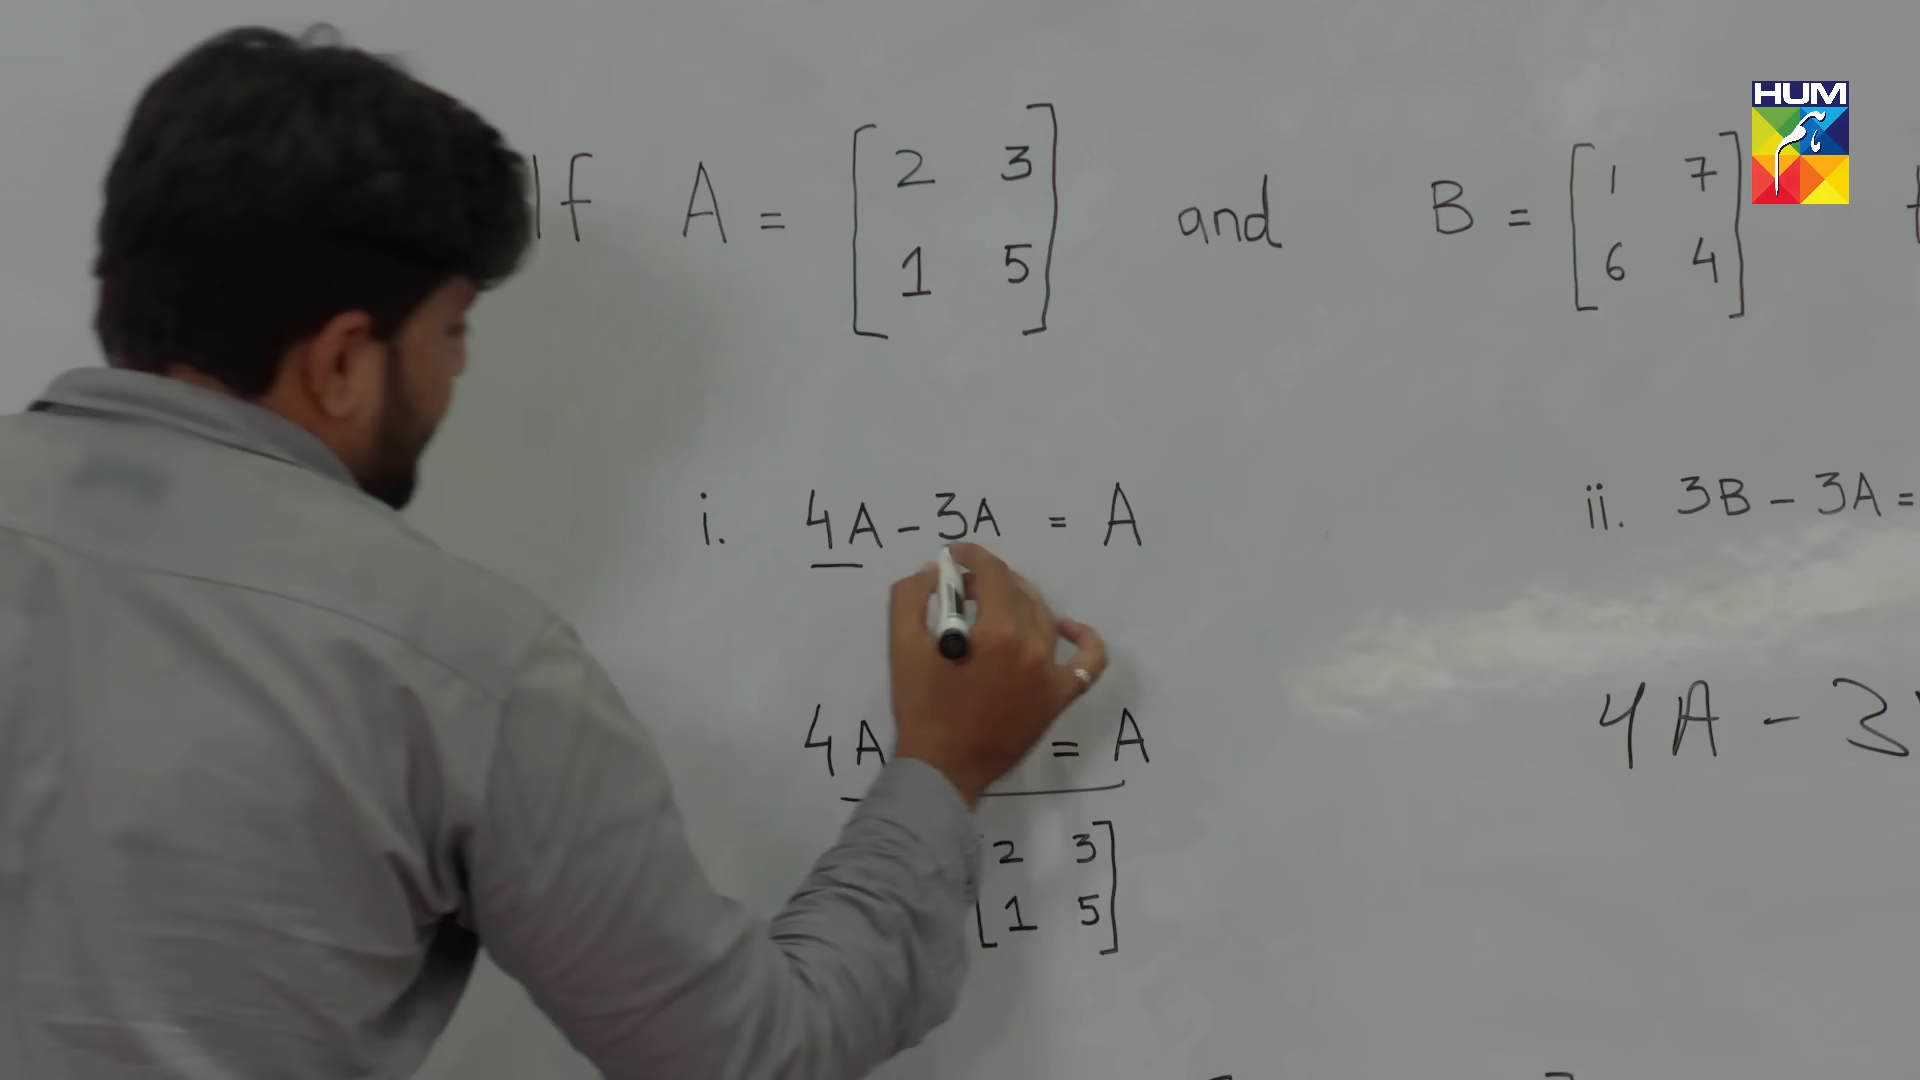 HUM
If A = [2 3 and B = [1 7
1 5] 6 4]
i. 4A - 3A = A ii. 3B - 3A =
4A = A 4A - 3
2 3
1 5